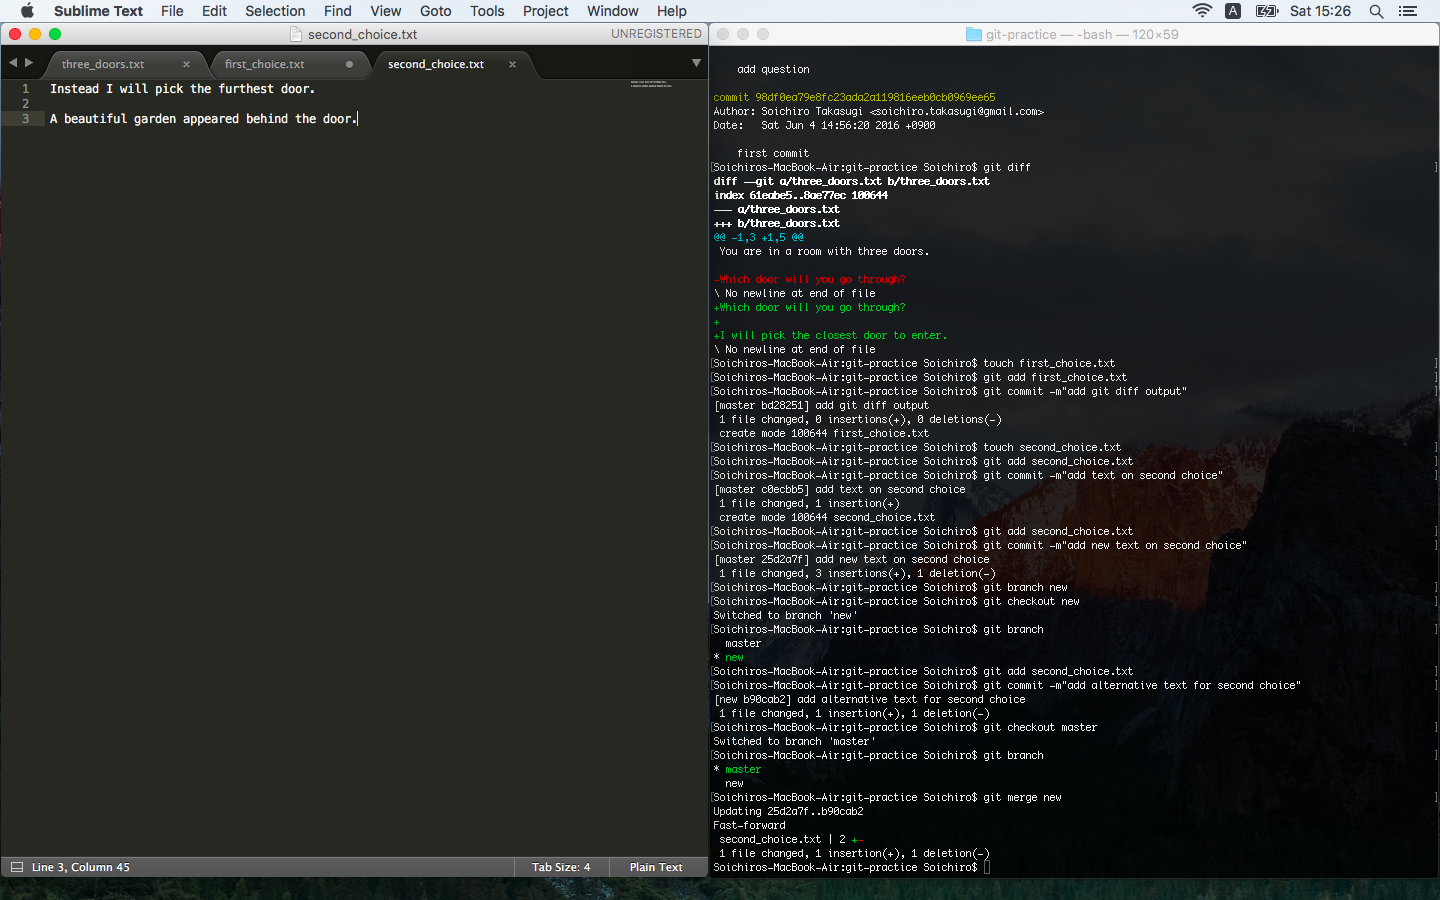 Sublime Text File Edit Selection Find View Goto Tools Project Window Help A Sat 15:26
second_choice.txt UNREGISTERED
three_doors.txt × first_choice.txt second_choice.txt ×
1 Instead I will pick the furthest door.
2
3 A beautiful garden appeared behind the door.
Line 3, Column 45 Tab Size: 4 Plain Text
git-practice — -bash — 120×59
add question
commit 98df0ea79e8fc23ada2a119816eeb0cb0969ee65
Author: Soichiro Takasugi <soichiro.takasugi@gmail.com>
Date: Sat Jun 4 14:56:20 2016 +0900
first commit
[Soichiros-MacBook-Air:git-practice Soichiro$ git diff ]
diff --git a/three_doors.txt b/three_doors.txt
index 61eabe5..8ae77ec 100644
--- a/three_doors.txt
+++ b/three_doors.txt
@@ -1,3 +1,5 @@
You are in a room with three doors.
-Which door will you go through?
\ No newline at end of file
+Which door will you go through?
+
+I will pick the closest door to enter.
\ No newline at end of file
[Soichiros-MacBook-Air:git-practice Soichiro$ touch first_choice.txt ]
[Soichiros-MacBook-Air:git-practice Soichiro$ git add first_choice.txt ]
[Soichiros-MacBook-Air:git-practice Soichiro$ git commit -m"add git diff output" ]
[master bd28251] add git diff output
1 file changed, 0 insertions(+), 0 deletions(-)
create mode 100644 first_choice.txt
[Soichiros-MacBook-Air:git-practice Soichiro$ touch second_choice.txt ]
[Soichiros-MacBook-Air:git-practice Soichiro$ git add second_choice.txt ]
[Soichiros-MacBook-Air:git-practice Soichiro$ git commit -m"add text on second choice" ]
[master c0ecbb5] add text on second choice
1 file changed, 1 insertion(+)
create mode 100644 second_choice.txt
[Soichiros-MacBook-Air:git-practice Soichiro$ git add second_choice.txt ]
[Soichiros-MacBook-Air:git-practice Soichiro$ git commit -m"add new text on second choice" ]
[master 25d2a7f] add new text on second choice
1 file changed, 3 insertions(+), 1 deletion(-)
[Soichiros-MacBook-Air:git-practice Soichiro$ git branch new ]
[Soichiros-MacBook-Air:git-practice Soichiro$ git checkout new ]
Switched to branch 'new'
[Soichiros-MacBook-Air:git-practice Soichiro$ git branch ]
master
* new
[Soichiros-MacBook-Air:git-practice Soichiro$ git add second_choice.txt ]
[Soichiros-MacBook-Air:git-practice Soichiro$ git commit -m"add alternative text for second choice" ]
[new b90cab2] add alternative text for second choice
1 file changed, 1 insertion(+), 1 deletion(-)
[Soichiros-MacBook-Air:git-practice Soichiro$ git checkout master ]
Switched to branch 'master'
[Soichiros-MacBook-Air:git-practice Soichiro$ git branch ]
* master
new
[Soichiros-MacBook-Air:git-practice Soichiro$ git merge new ]
Updating 25d2a7f..b90cab2
Fast-forward
second_choice.txt | 2 +-
1 file changed, 1 insertion(+), 1 deletion(-)
Soichiros-MacBook-Air:git-practice Soichiro$